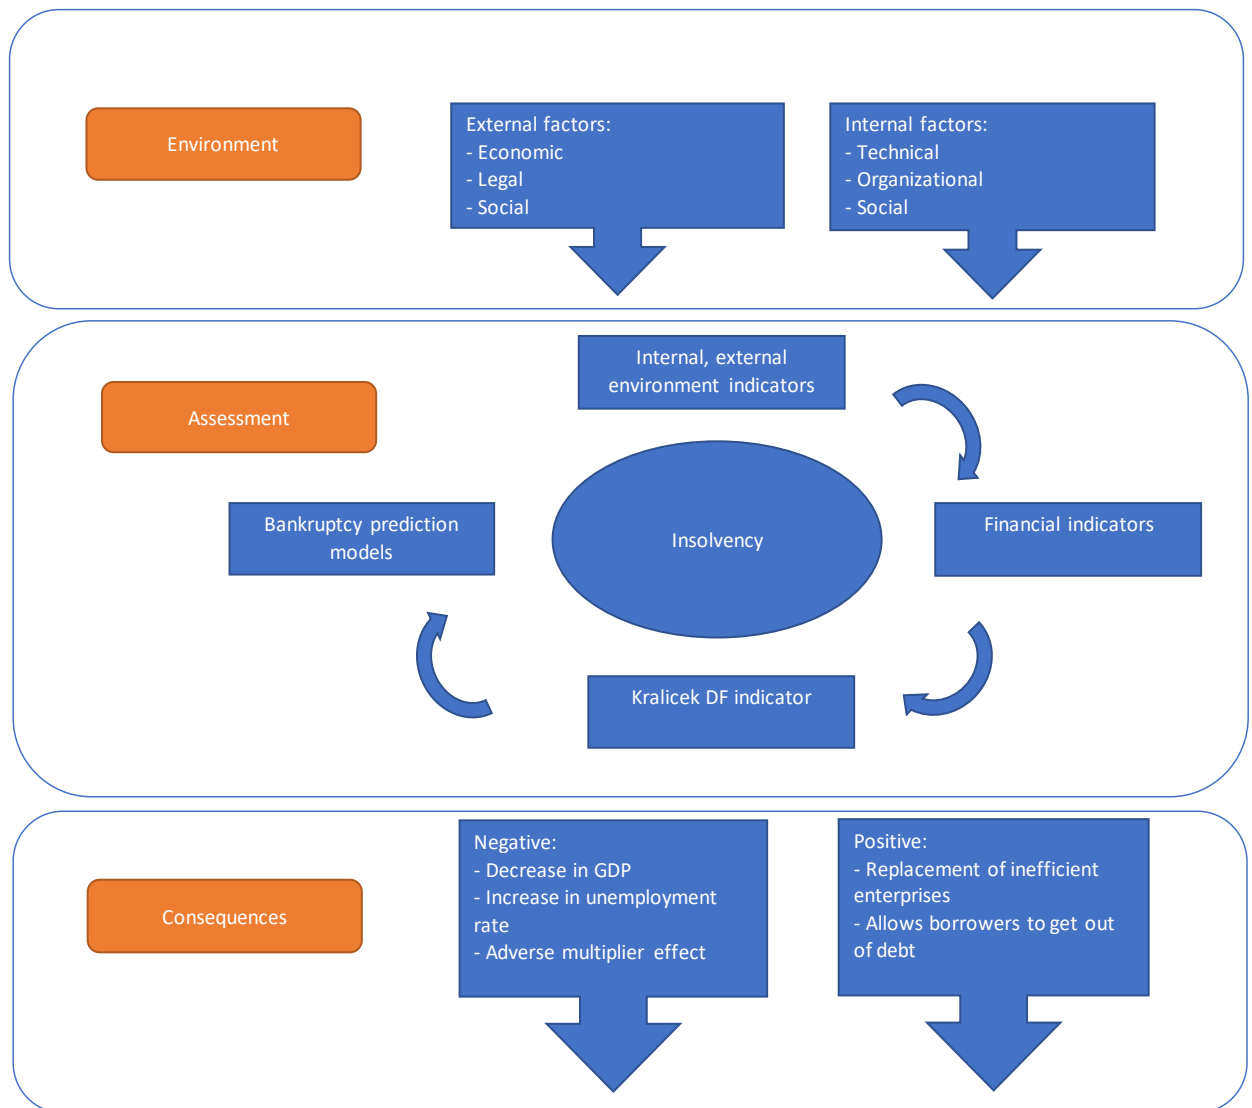 Environment
External factors:
- Economic
- Legal
- Social
Internal factors:
- Technical
- Organizational
- Social
Assessment
Internal, external
environment indicators
Bankruptcy prediction
models
Insolvency
Financial indicators
Kralicek DF indicator
Consequences
Negative:
- Decrease in GDP
- Increase in unemployment
rate
- Adverse multiplier effect
Positive:
- Replacement of inefficient
enterprises
- Allows borrowers to get out
of debt